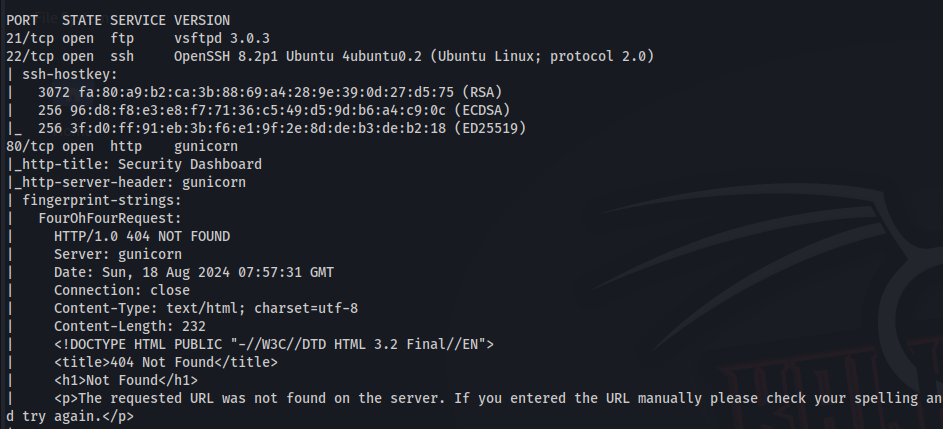 PORT   STATE SERVICE VERSION
21/tcp open  ftp     vsftpd 3.0.3
22/tcp open  ssh     OpenSSH 8.2p1 Ubuntu 4ubuntu0.2 (Ubuntu Linux; protocol 2.0)
| ssh-hostkey:
|   3072 fa:80:a9:b2:ca:3b:88:69:a4:28:9e:39:0d:27:d5:75 (RSA)
|   256 96:d8:f8:e3:e8:f7:71:36:c5:49:d5:9d:b6:a4:c9:0c (ECDSA)
|_  256 3f:d0:ff:91:eb:3b:f6:e1:9f:2e:8d:de:b3:de:b2:18 (ED25519)
80/tcp open  http    gunicorn
|_http-title: Security Dashboard
|_http-server-header: gunicorn
| fingerprint-strings:
|   FourOhFourRequest:
|     HTTP/1.0 404 NOT FOUND
|     Server: gunicorn
|     Date: Sun, 18 Aug 2024 07:57:31 GMT
|     Connection: close
|     Content-Type: text/html; charset=utf-8
|     Content-Length: 232
|     <!DOCTYPE HTML PUBLIC "-//W3C//DTD HTML 3.2 Final//EN">
|     <title>404 Not Found</title>
|     <h1>Not Found</h1>
|     <p>The requested URL was not found on the server. If you entered the URL manually please check your spelling an
d try again.</p>